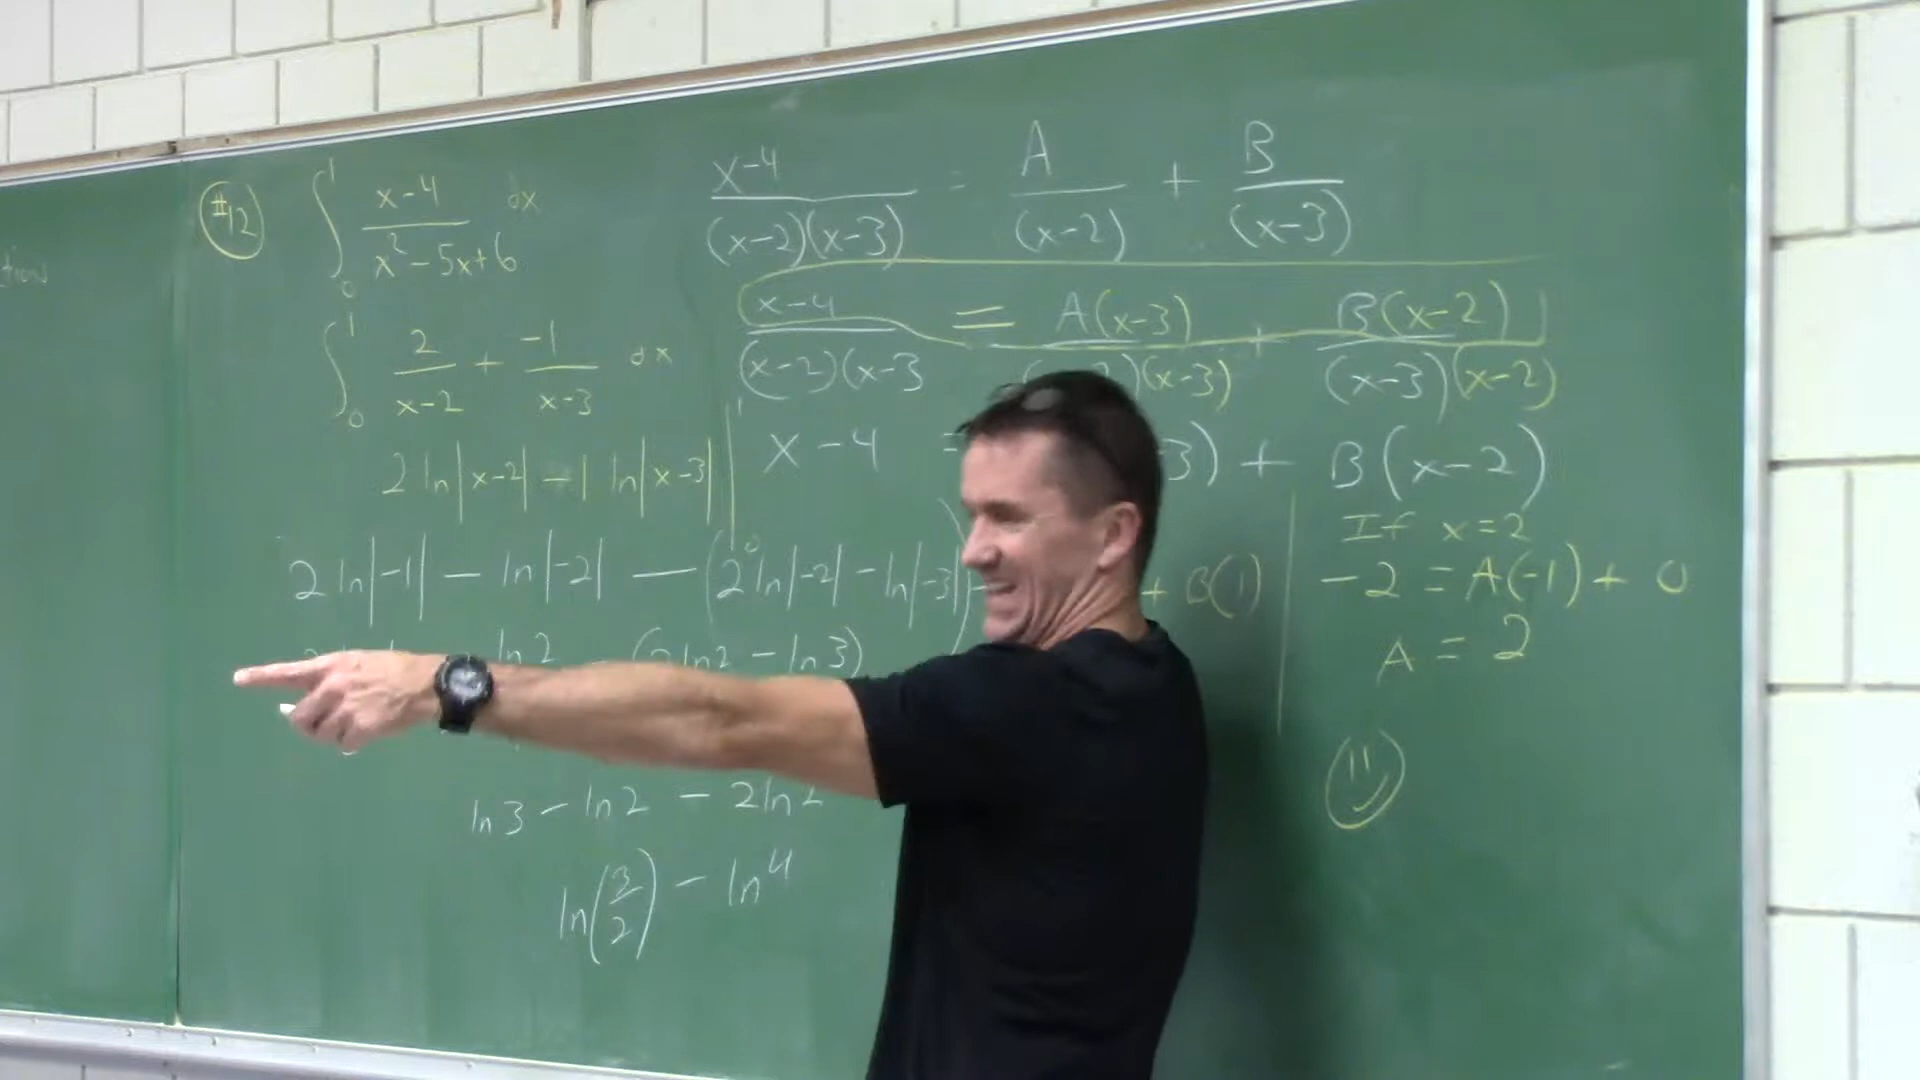 #12 ∫₀¹ x-4 / x² - 5x + 6 dx
∫₀¹ 2 / x-2 + -1 / x-3 dx
2 ln|x-2| - 1 ln|x-3| |₀¹
2 ln|-1| - ln|-2| - (2 ln|-2| - ln|-3|)
ln 2 - (2 ln2 - ln 3)
ln 3 - ln 2 - 2 ln 2
ln(3/2) - ln 4
x-4 / (x-2)(x-3) = A / (x-2) + B / (x-3)
x-4 / (x-2)(x-3 = A(x-3) / (x-3) + B(x-2) / (x-3)(x-2)
x - 4 = 3) + B(x-2)
+ B(1)
If x = 2
-2 = A(-1) + 0
A = 2